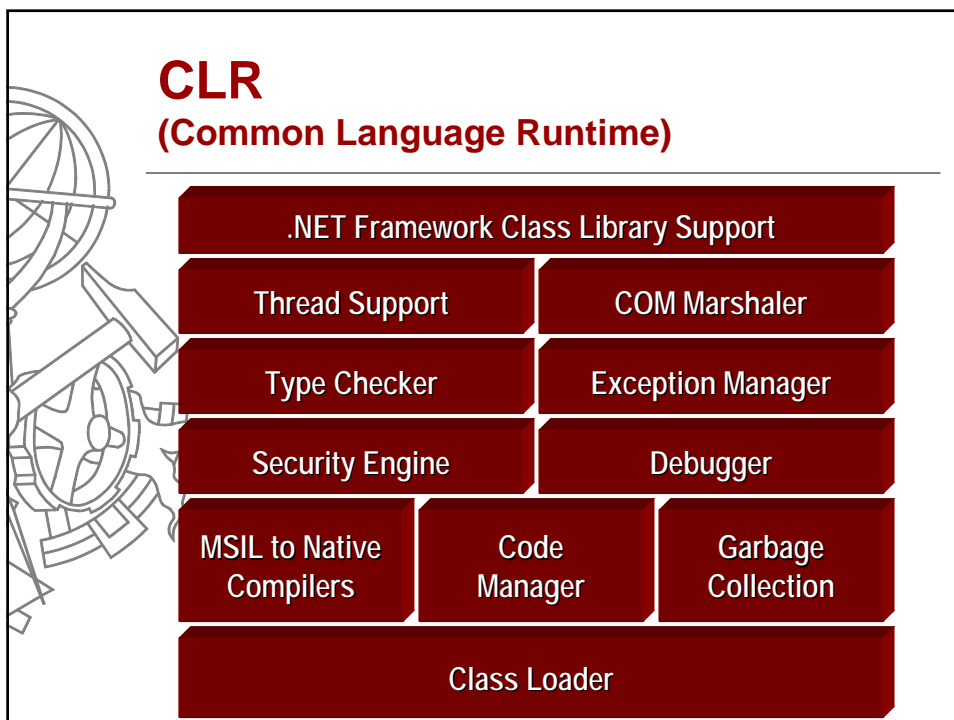 CLR
(Common Language Runtime)
.NET Framework Class Library Support
Thread Support
COM Marshaler
Type Checker
Exception Manager
Security Engine
Debugger
MSIL to Native
Compilers
Code
Manager
Garbage
Collection
Class Loader